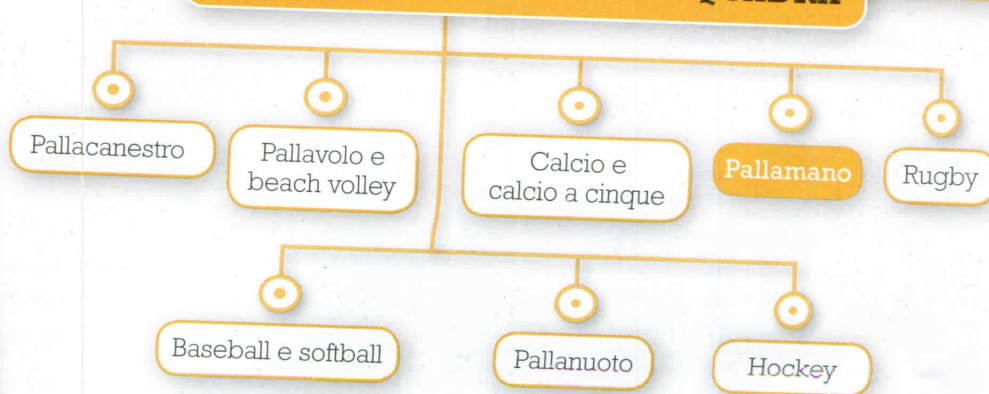 Pallacanestro
Pallavolo e
beach volley
Calcio e
calcio a cinque
Pallamano
Rugby
Baseball e softball
Pallanuoto
Hockey